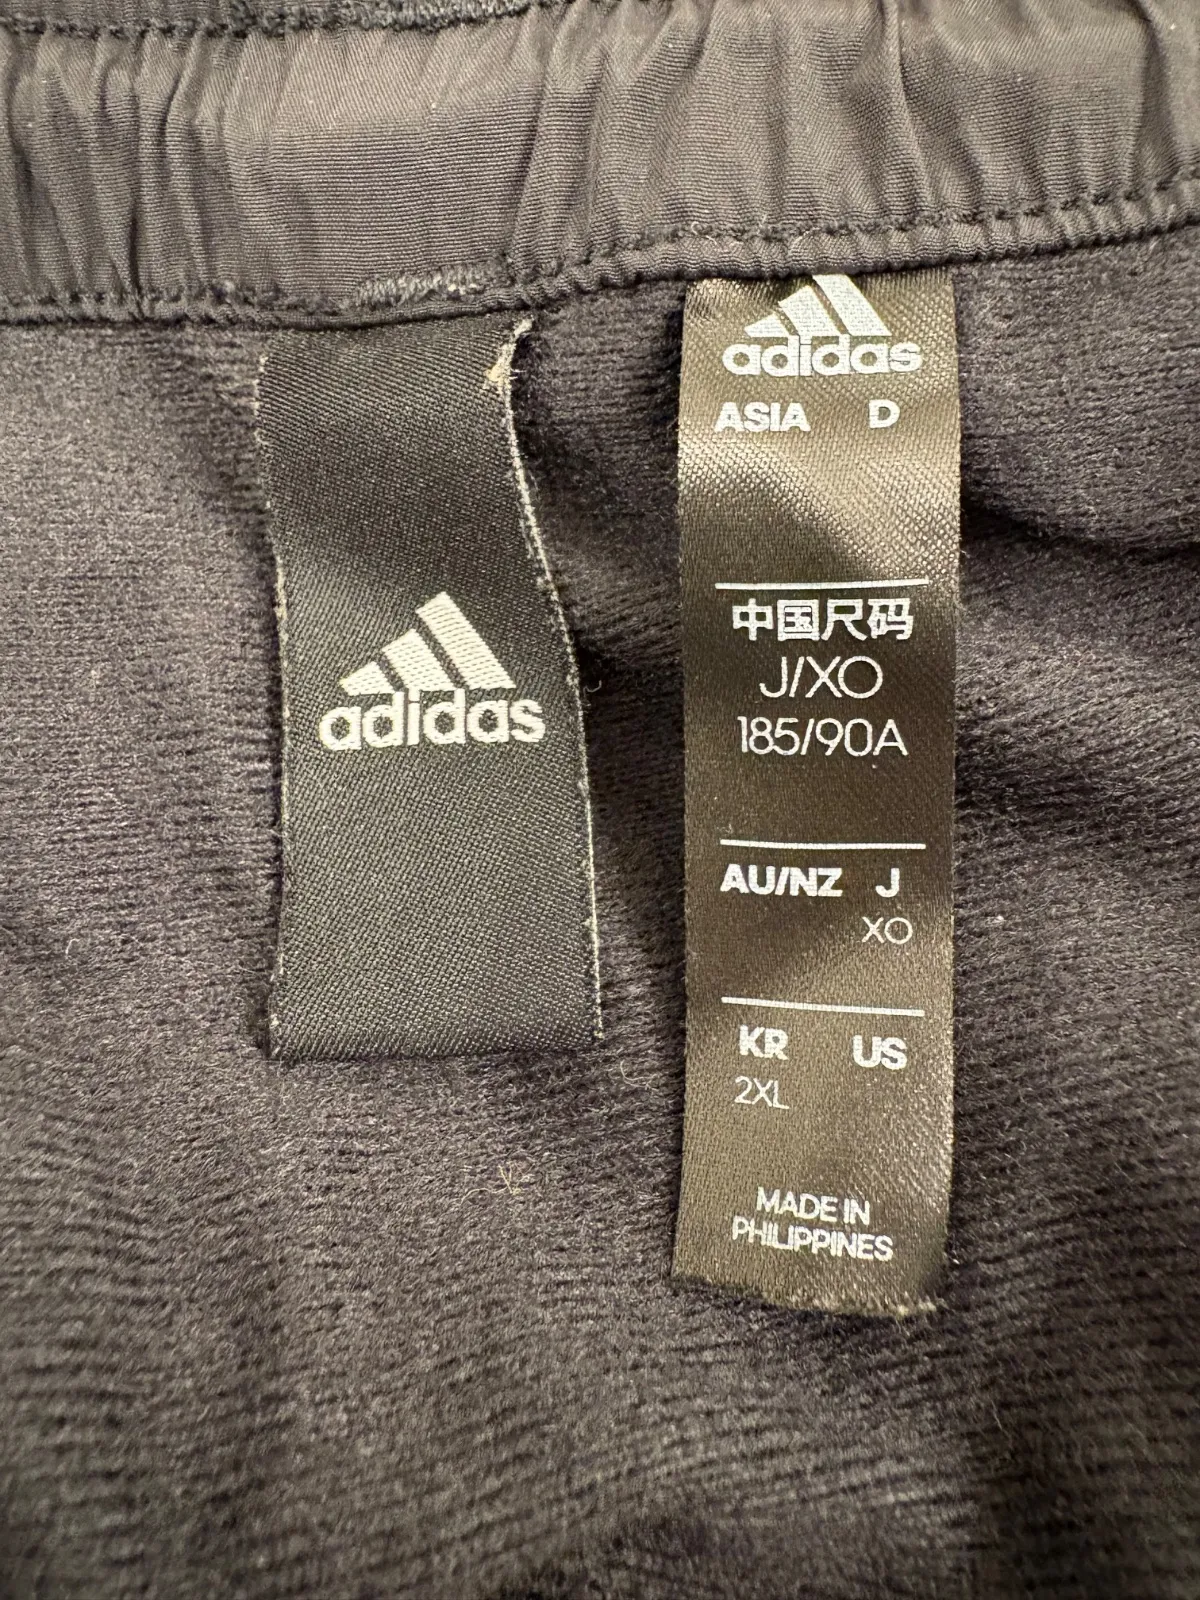 adidas
adidas
ASIA D
中国尺码
J/XO
185/90A
AU/NZ J
XO
KR US
2XL
MADE IN
PHILIPPINES